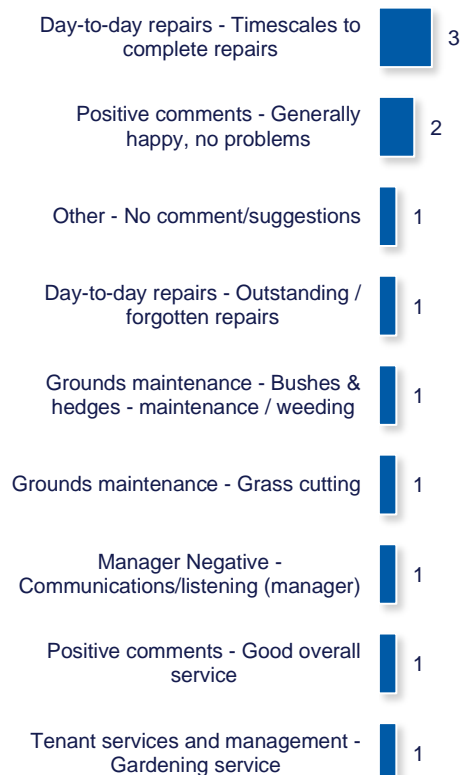 Day-to-day repairs - Timescales to
complete repairs
3
Positive comments - Generally
happy, no problems
2
Other - No comment/suggestions
1
Day-to-day repairs - Outstanding /
forgotten repairs
1
Grounds maintenance - Bushes &
hedges - maintenance / weeding
1
Grounds maintenance - Grass cutting
1
Manager Negative -
Communications/listening (manager)
1
Positive comments - Good overall
service
1
Tenant services and management -
Gardening service
1